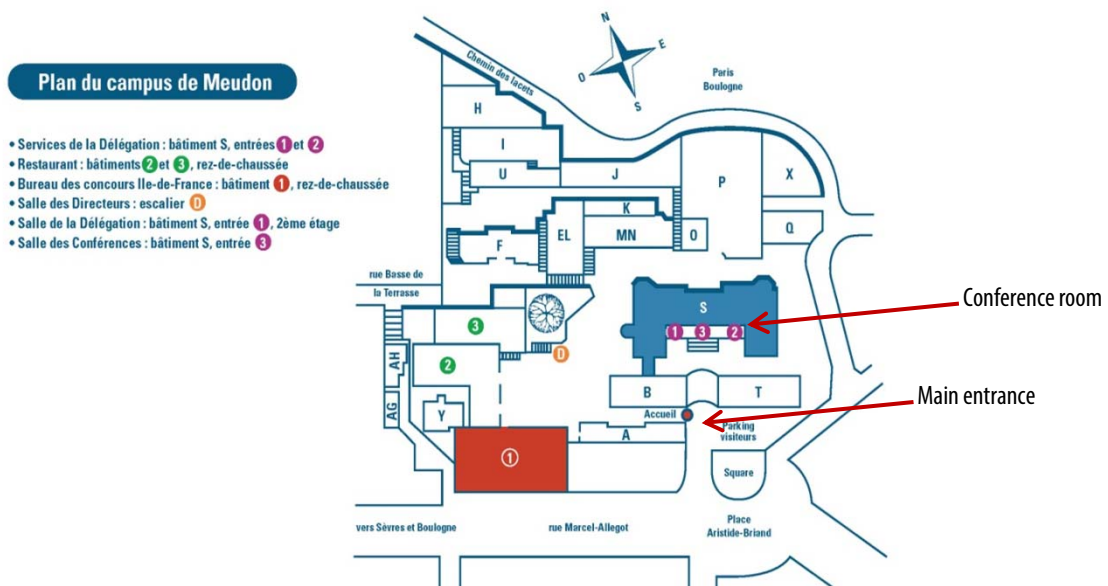 Plan du campus de Meudon
• Services de la Délégation : bâtiment S, entrées 1 et 2
• Restaurant : bâtiments 2 et 3, rez-de-chaussée
• Bureau des concours Ile-de-France : bâtiment 1, rez-de-chaussée
• Salle des Directeurs : escalier D
• Salle de la Délégation : bâtiment S, entrée 1, 2ème étage
• Salle des Conférences : bâtiment S, entrée 3
N
E
O
S
Chemin des lacets
Paris
Boulogne
H
I
U
J
P
X
K
EL
MN
O
Q
F
rue Basse de
la Terrasse
S
Conference room
1 3 2
3
D
2
AH
AG
Y
B
T
Main entrance
Accueil
Parking
visiteurs
A
1
Square
vers Sèvres et Boulogne
rue Marcel-Allegot
Place
Aristide-Briand